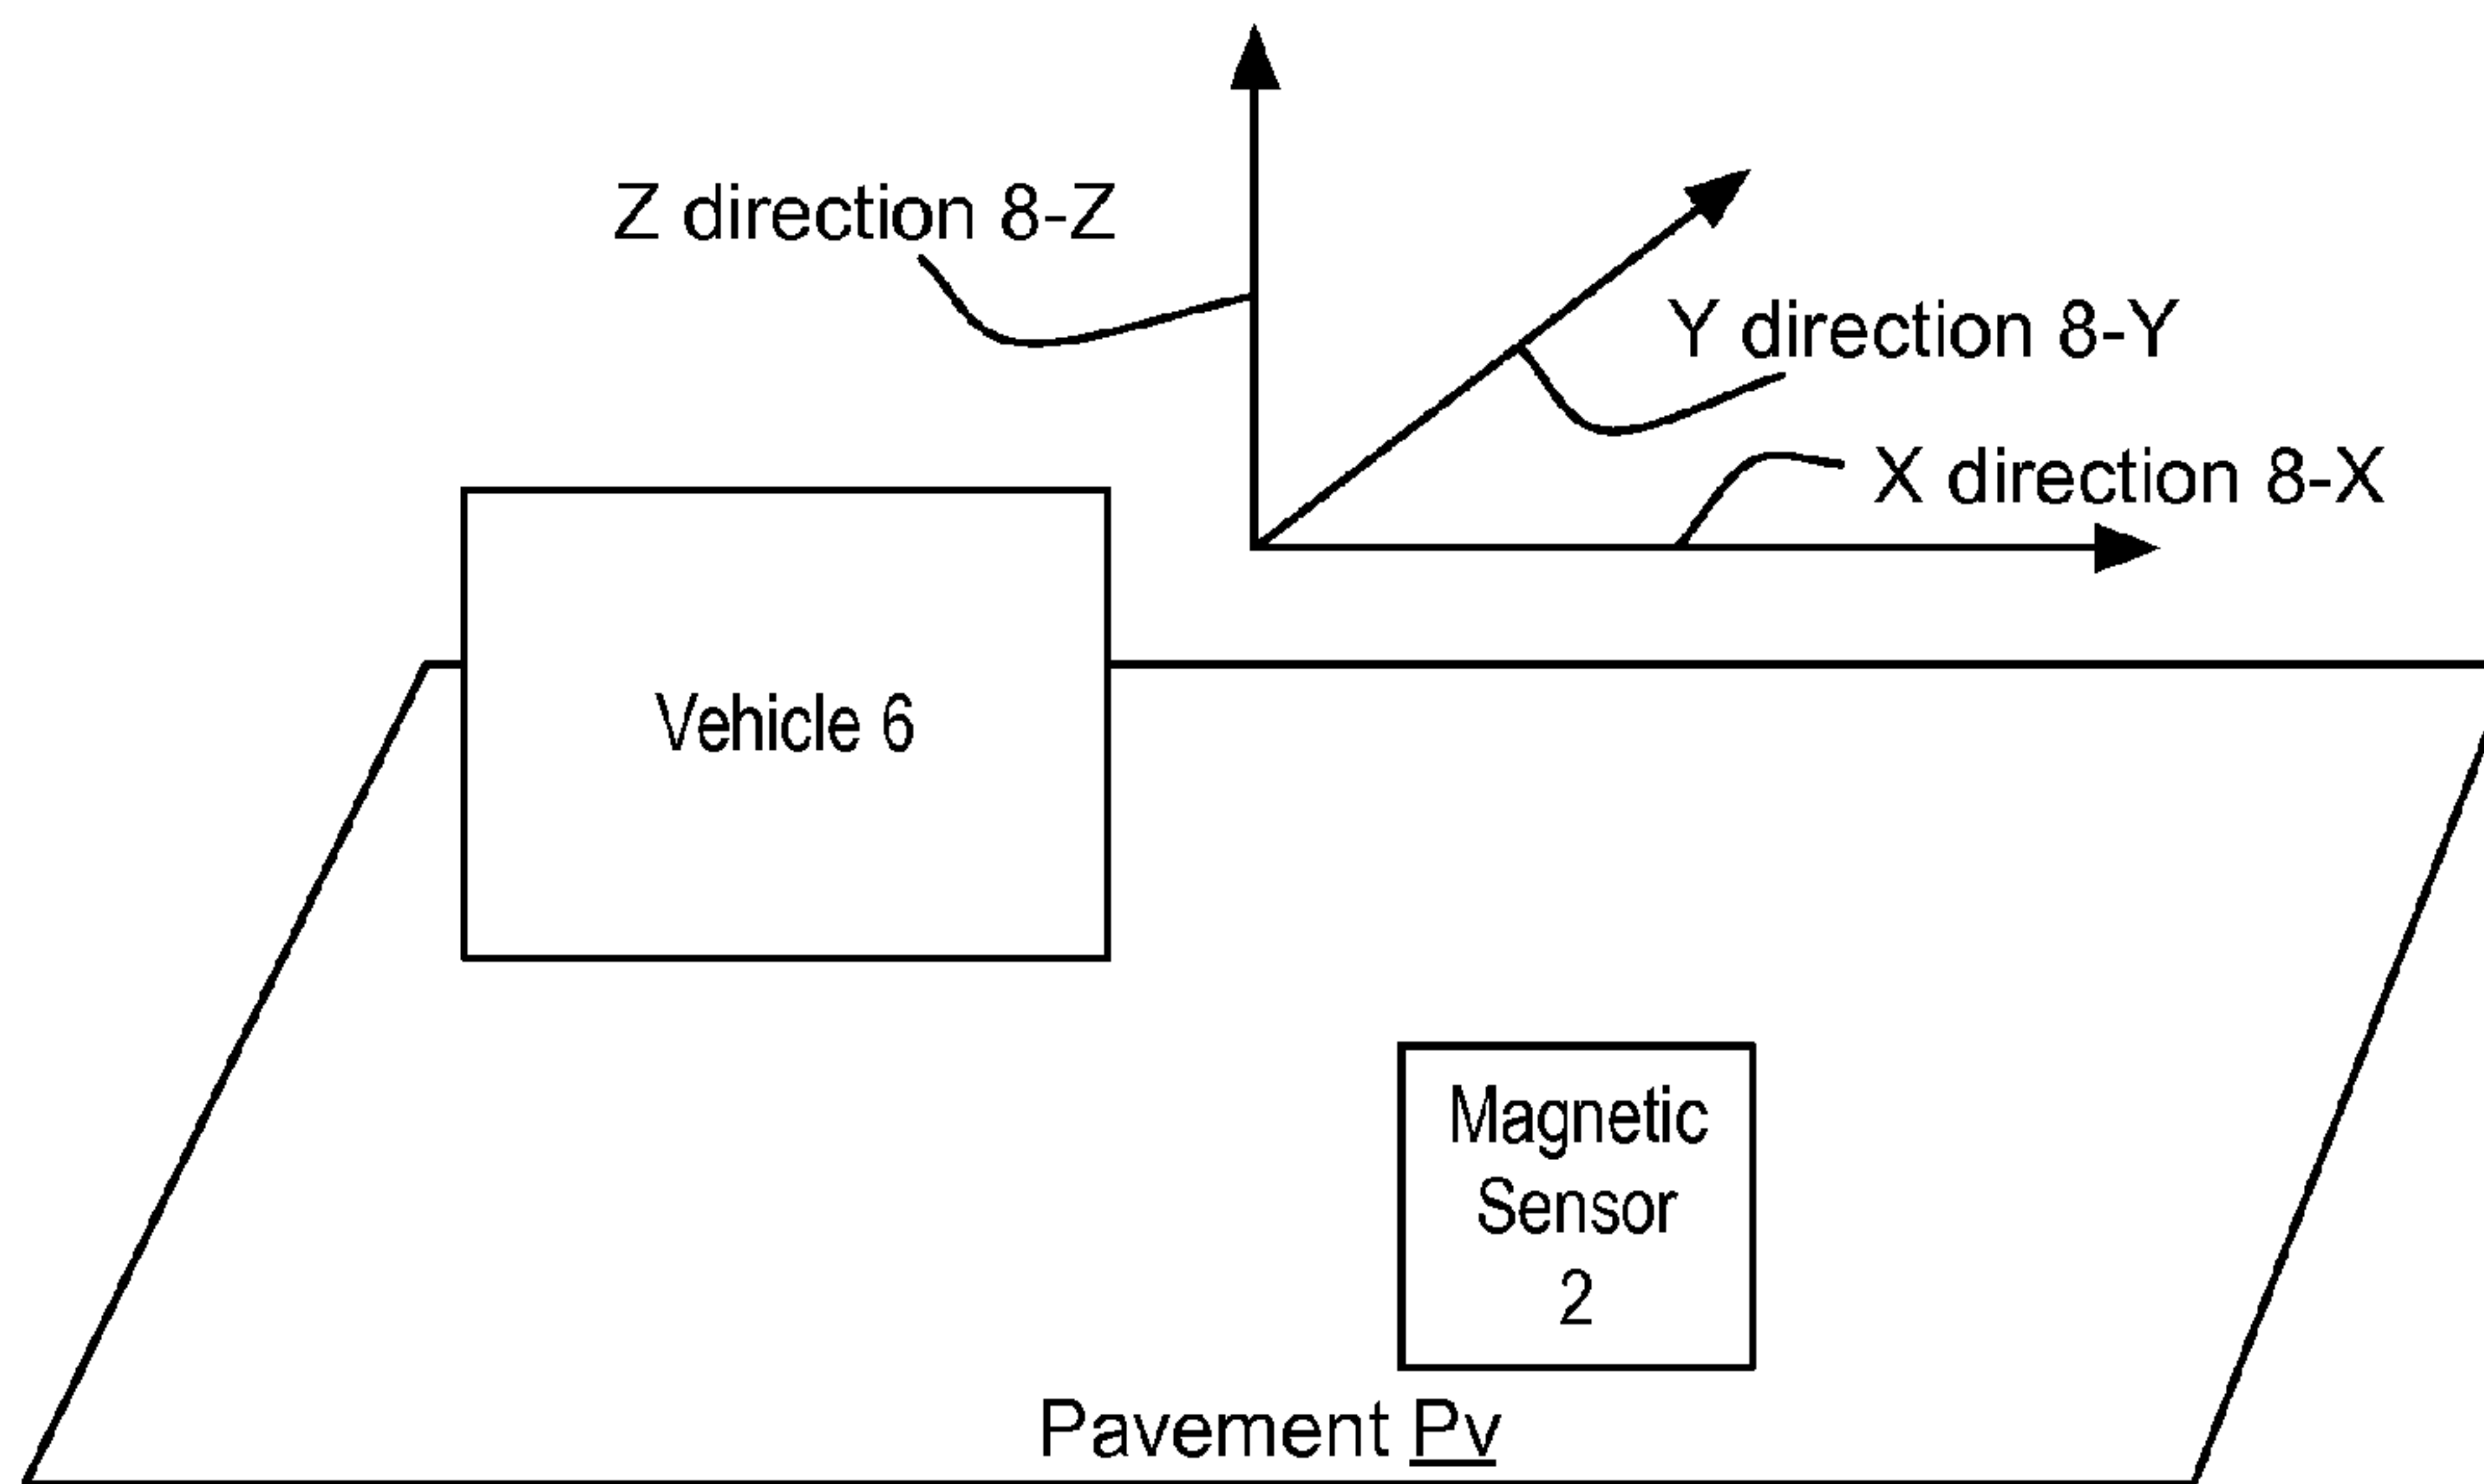 Z direction 8-Z
Y direction 8-Y
X direction 8-X
Vehicle 6
Magnetic
Sensor
2
Pavement Pv